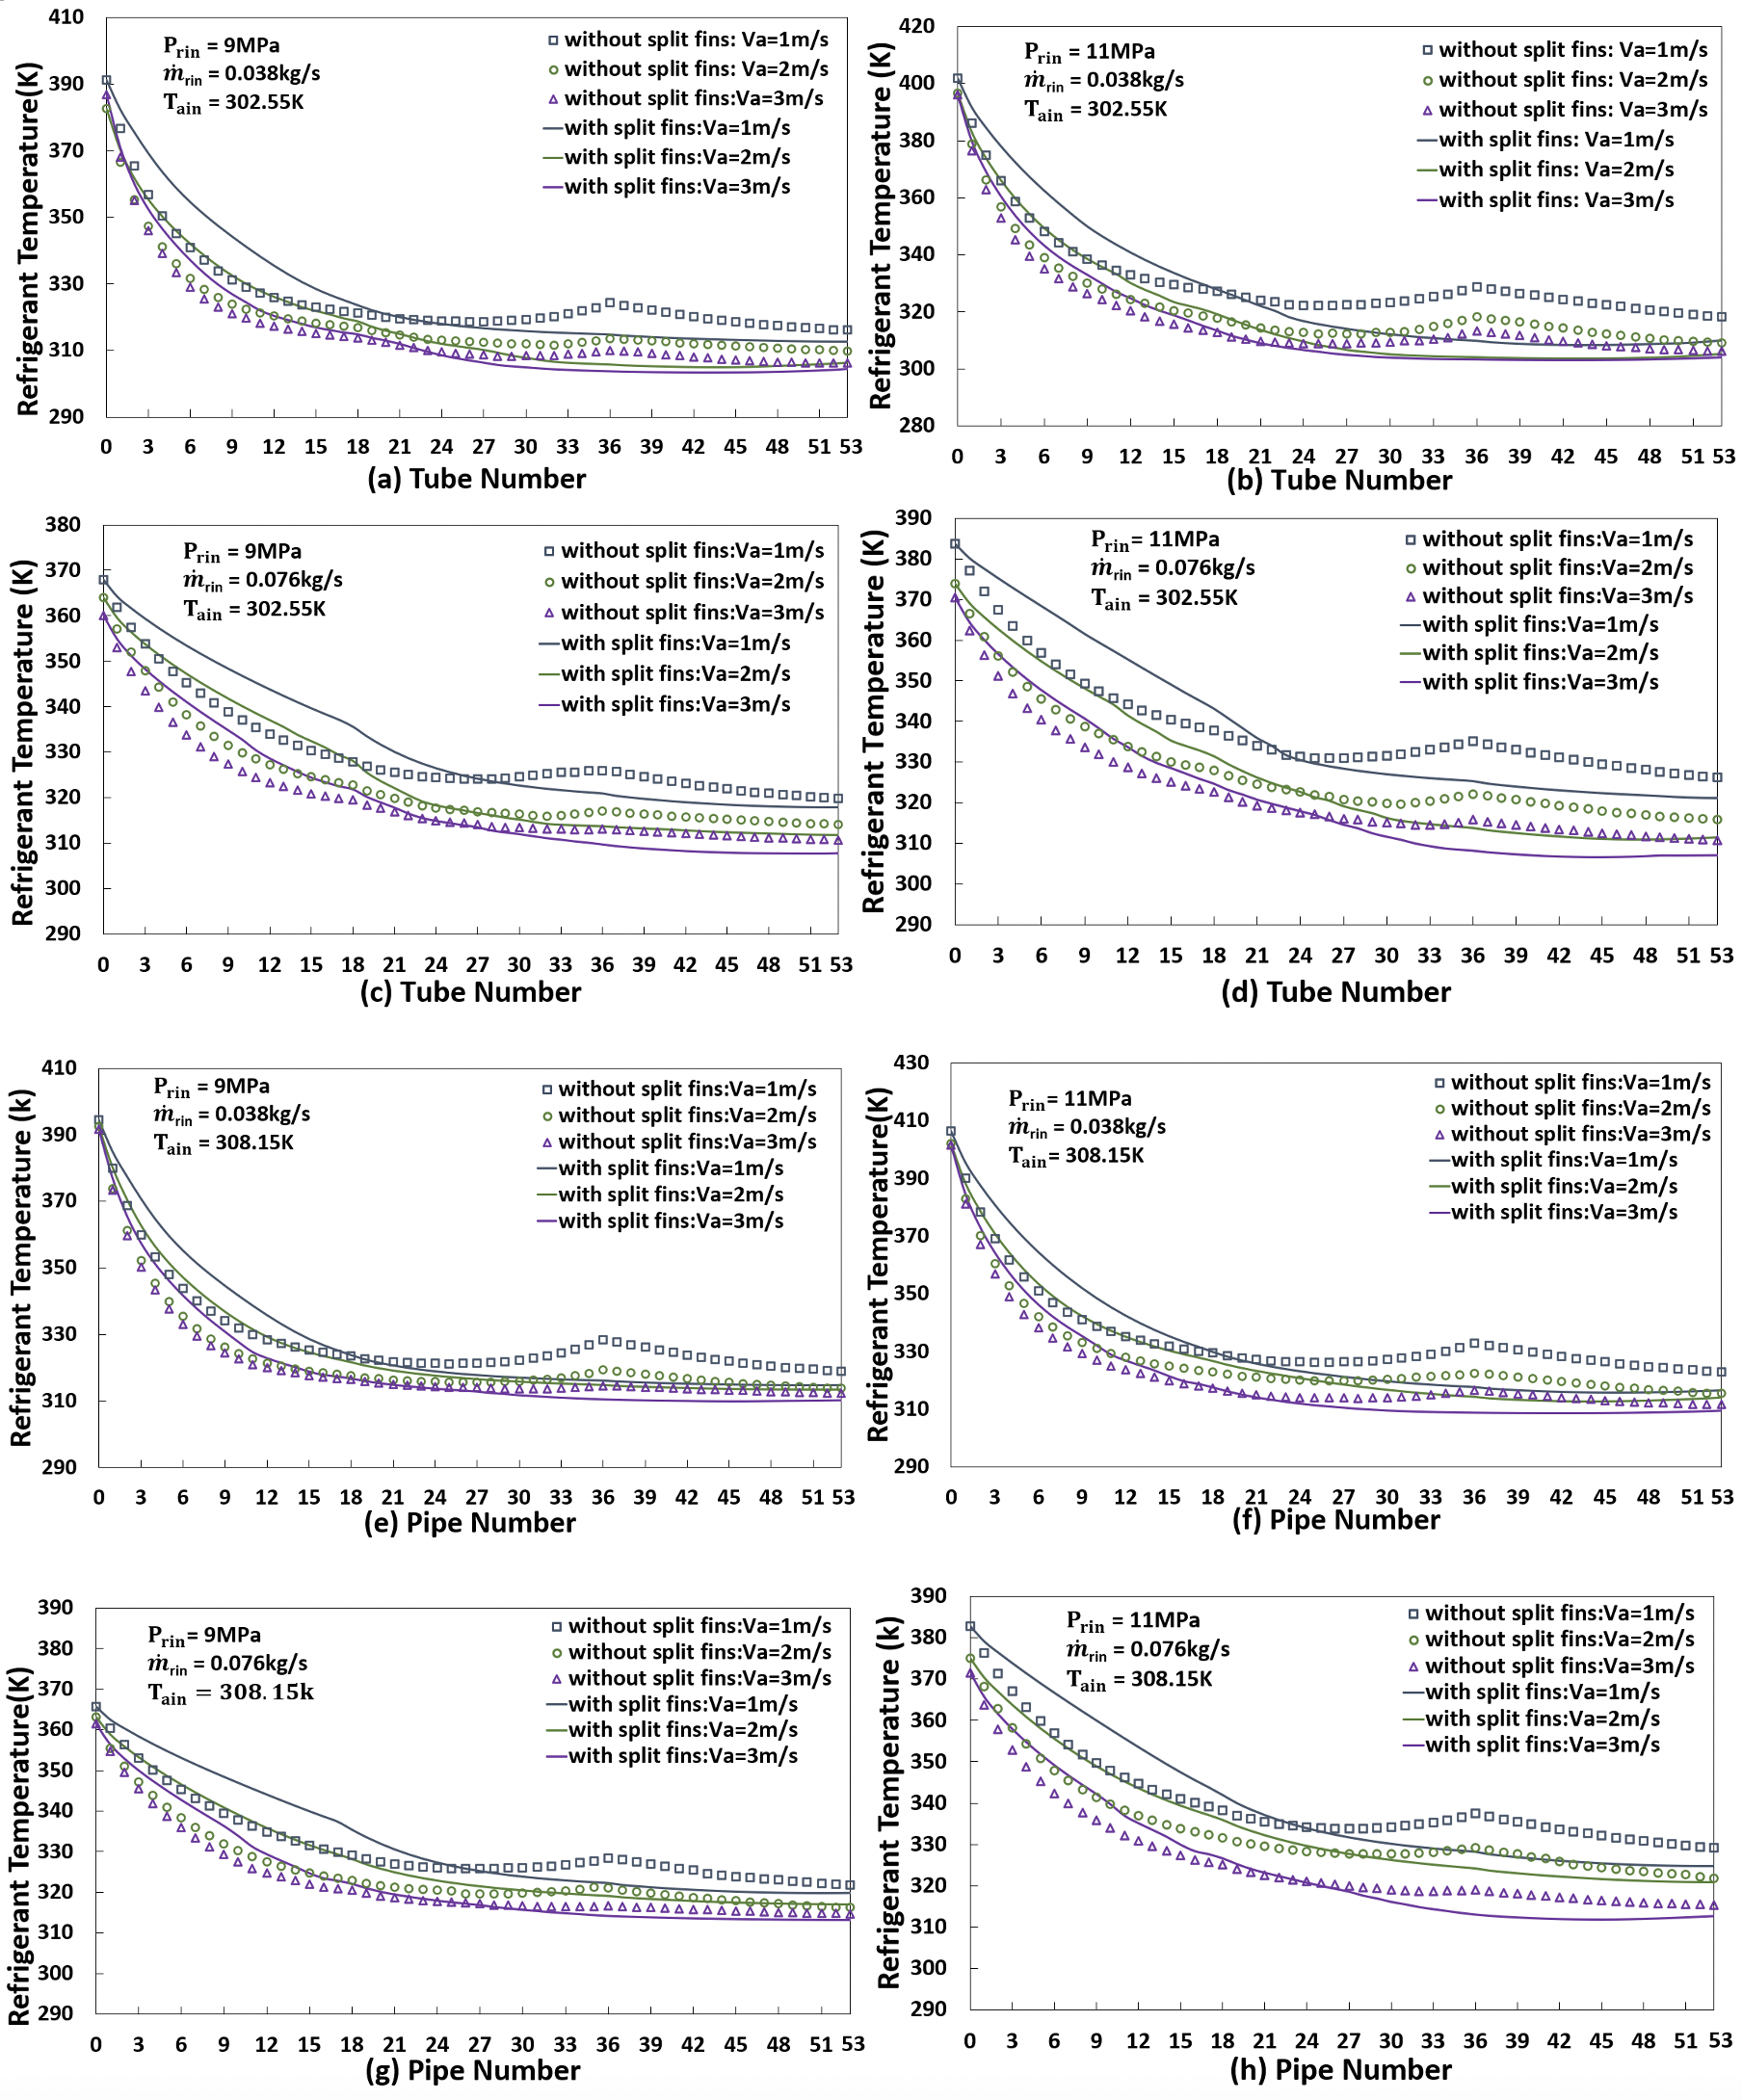 P_rin = 9MPa
ṁ_rin = 0.038kg/s
T_ain = 302.55K
without split fins: Va=1m/s
without split fins: Va=2m/s
without split fins:Va=3m/s
with split fins:Va=1m/s
with split fins:Va=2m/s
with split fins:Va=3m/s
Refrigerant Temperature(K)
410
390
370
350
330
310
290
0 3 6 9 12 15 18 21 24 27 30 33 36 39 42 45 48 51 53
(a) Tube Number
P_rin = 11MPa
ṁ_rin = 0.038kg/s
T_ain = 302.55K
without split fins: Va=1m/s
without split fins: Va=2m/s
without split fins: Va=3m/s
with split fins: Va=1m/s
with split fins: Va=2m/s
with split fins: Va=3m/s
Refrigerant Temperature (K)
420
400
380
360
340
320
300
280
0 3 6 9 12 15 18 21 24 27 30 33 36 39 42 45 48 51 53
(b) Tube Number
P_rin = 9MPa
ṁ_rin = 0.076kg/s
T_ain = 302.55K
without split fins:Va=1m/s
without split fins:Va=2m/s
without split fins:Va=3m/s
with split fins:Va=1m/s
with split fins:Va=2m/s
with split fins:Va=3m/s
Refrigerant Temperature (K)
380
370
360
350
340
330
320
310
300
290
0 3 6 9 12 15 18 21 24 27 30 33 36 39 42 45 48 51 53
(c) Tube Number
P_rin= 11MPa
ṁ_rin = 0.076kg/s
T_ain = 302.55K
without split fins:Va=1m/s
without split fins:Va=2m/s
without split fins:Va=3m/s
with split fins:Va=1m/s
with split fins:Va=2m/s
with split fins:Va=3m/s
Refrigerant Temperature (K)
390
380
370
360
350
340
330
320
310
300
290
0 3 6 9 12 15 18 21 24 27 30 33 36 39 42 45 48 51 53
(d) Tube Number
P_rin = 9MPa
ṁ_rin = 0.038kg/s
T_ain = 308.15K
without split fins:Va=1m/s
without split fins:Va=2m/s
without split fins:Va=3m/s
with split fins:Va=1m/s
with split fins:Va=2m/s
with split fins:Va=3m/s
Refrigerant Temperature (k)
410
390
370
350
330
310
290
0 3 6 9 12 15 18 21 24 27 30 33 36 39 42 45 48 51 53
(e) Pipe Number
P_rin= 11MPa
ṁ_rin = 0.038kg/s
T_ain= 308.15K
without split fins:Va=1m/s
without split fins:Va=2m/s
without split fins:Va=3m/s
with split fins:Va=1m/s
with split fins:Va=2m/s
with split fins:Va=3m/s
Refrigerant Temperature(K)
430
410
390
370
350
330
310
290
0 3 6 9 12 15 18 21 24 27 30 33 36 39 42 45 48 51 53
(f) Pipe Number
P_rin= 9MPa
ṁ_rin = 0.076kg/s
T_ain = 308.15k
without split fins:Va=1m/s
without split fins:Va=2m/s
without split fins:Va=3m/s
with split fins:Va=1m/s
with split fins:Va=2m/s
with split fins:Va=3m/s
Refrigerant Temperature(K)
390
380
370
360
350
340
330
320
310
300
290
0 3 6 9 12 15 18 21 24 27 30 33 36 39 42 45 48 51 53
(g) Pipe Number
P_rin = 11MPa
ṁ_rin = 0.076kg/s
T_ain = 308.15K
without split fins:Va=1m/s
without split fins:Va=2m/s
without split fins:Va=3m/s
with split fins:Va=1m/s
with split fins:Va=2m/s
with split fins:Va=3m/s
Refrigerant Temperature (k)
390
380
370
360
350
340
330
320
310
300
290
0 3 6 9 12 15 18 21 24 27 30 33 36 39 42 45 48 51 53
(h) Pipe Number